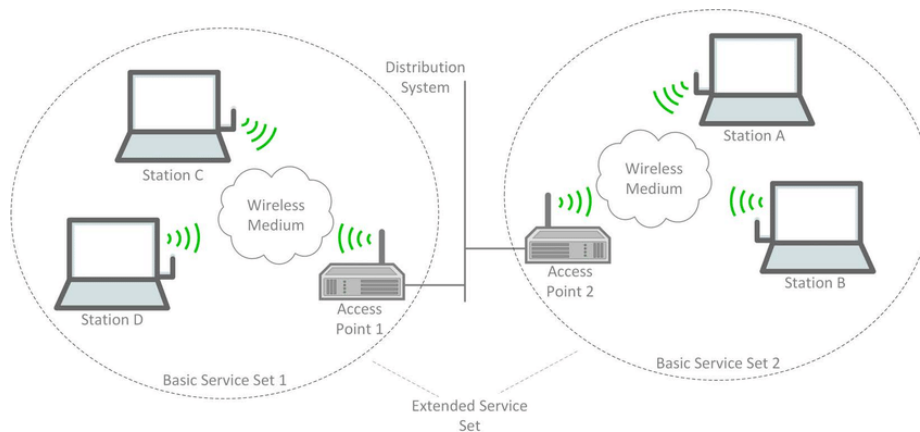 Distribution
System
Station C
Wireless
Medium
Station D
Access
Point 1
Basic Service Set 1
Station A
Wireless
Medium
Access
Point 2
Station B
Basic Service Set 2
Extended Service
Set